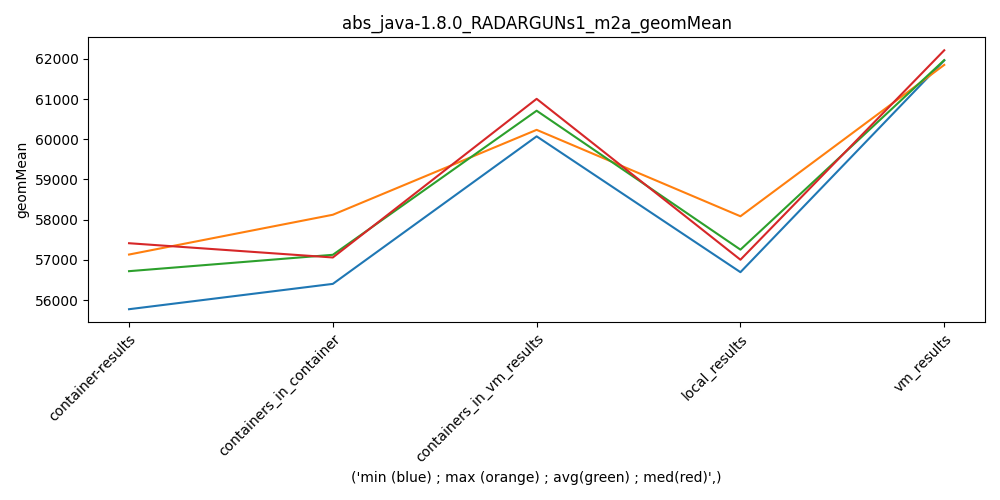 abs_java-1.8.0_RADARGUNs1_m2a_geomMean
geomMean
62000
61000
60000
59000
58000
57000
56000
container-results
containers_in_container
containers_in_vm_results
local_results
vm_results
('min (blue) ; max (orange) ; avg(green) ; med(red)',)